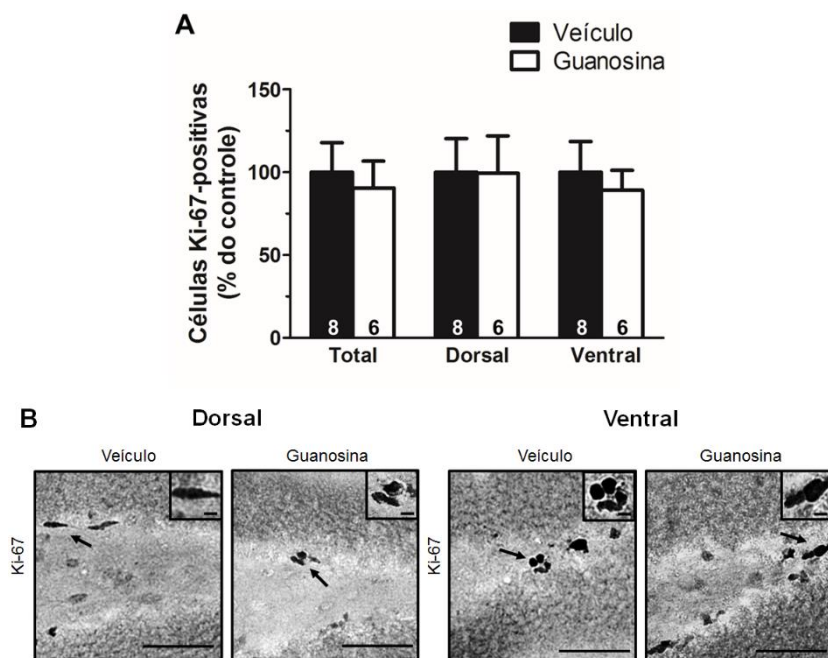 A
Veículo
Guanosina
Células Ki-67-positivas
(% do controle)
150
100
50
0
8 6 8 6 8 6
Total Dorsal Ventral
B Dorsal Ventral
Veículo Guanosina Veículo Guanosina
Ki-67 Ki-67